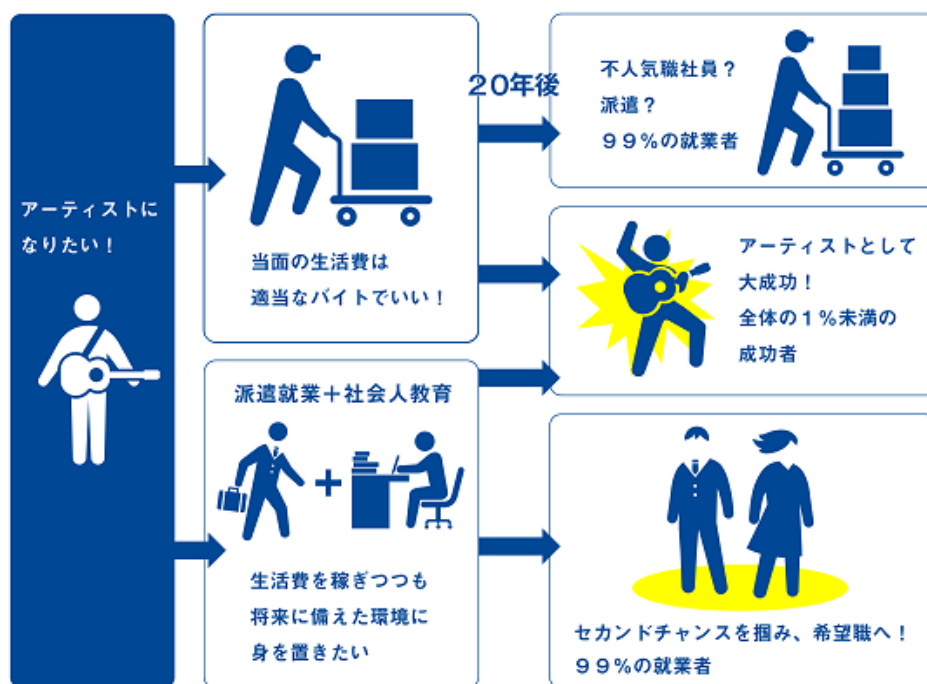 アーティストに
なりたい！
当面の生活費は
適当なバイトでいい！
派遣就業＋社会人教育
+
生活費を稼ぎつつも
将来に備えた環境に
身を置きたい
２０年後
不人気職社員？
派遣？
９９%の就業者
アーティストとして
大成功！
全体の１%未満の
成功者
セカンドチャンスを掴み、希望職へ！
９９%の就業者